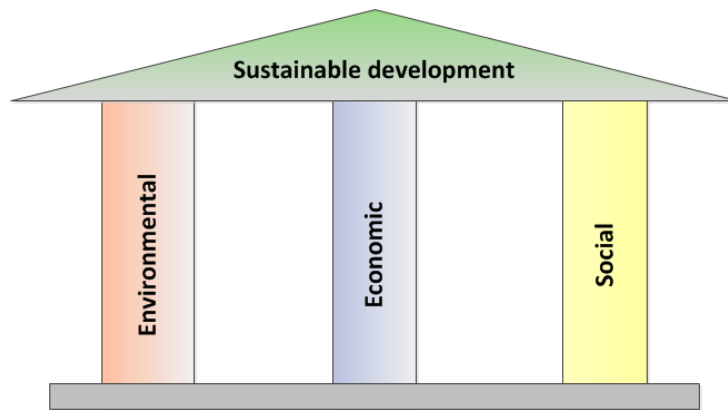 Sustainable development
Environmental
Economic
Social